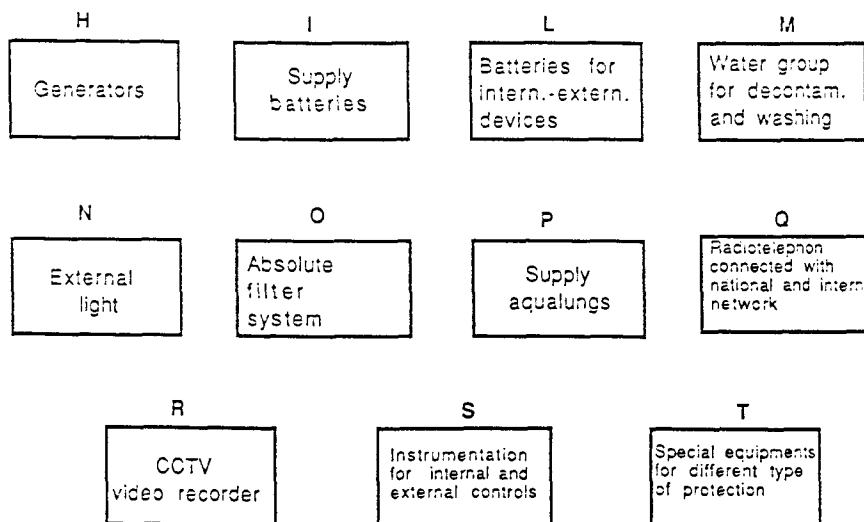 H
Generators
I
Supply
batteries
L
Batteries for
intern.-extern.
devices
M
Water group
for decontam.
and washing
N
External
light
O
Absolute
filter
system
P
Supply
aqualungs
Q
Radiotelephon
connected with
national and intern
network
R
CCTV
video recorder
S
Instrumentation
for internal and
external controls
T
Special equipments
for different type
of protection